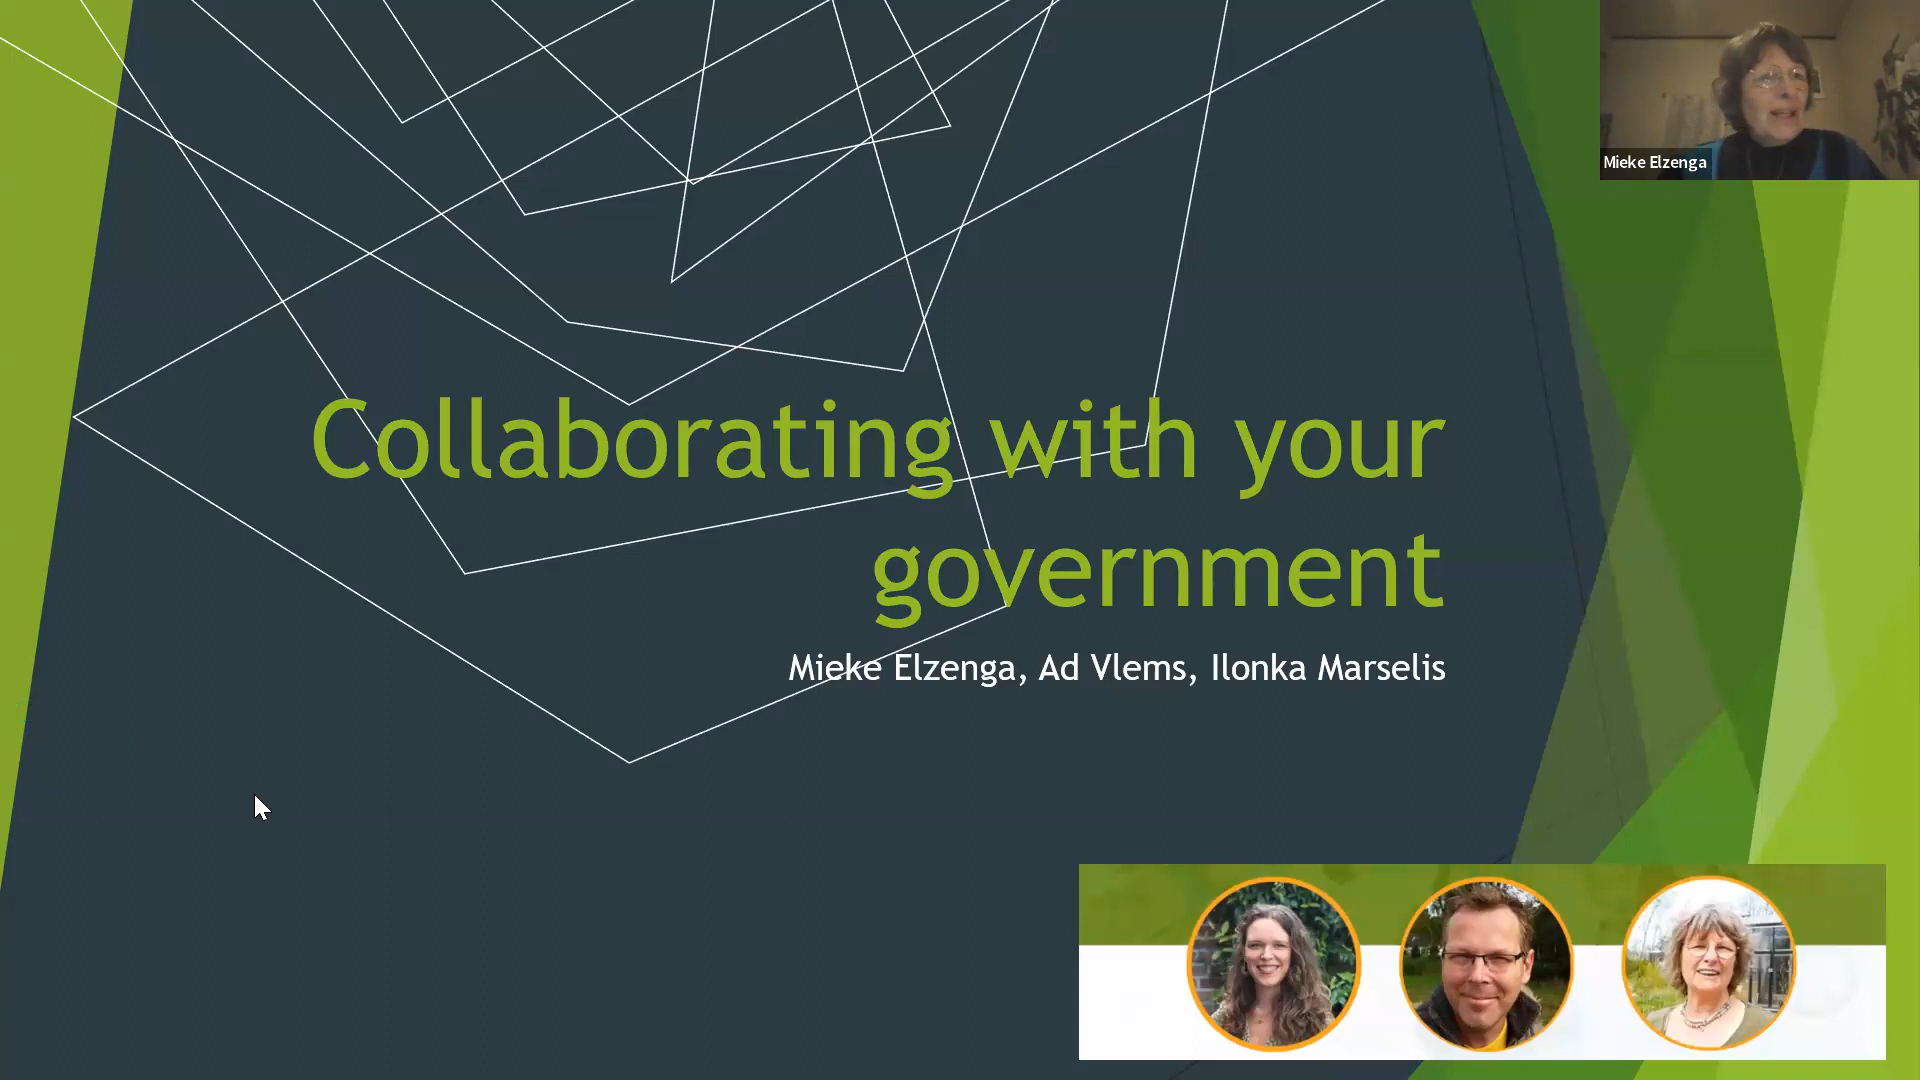 Mieke Elzenga
Collaborating with your
government
Mieke Elzenga, Ad Vlems, Ilonka Marselis